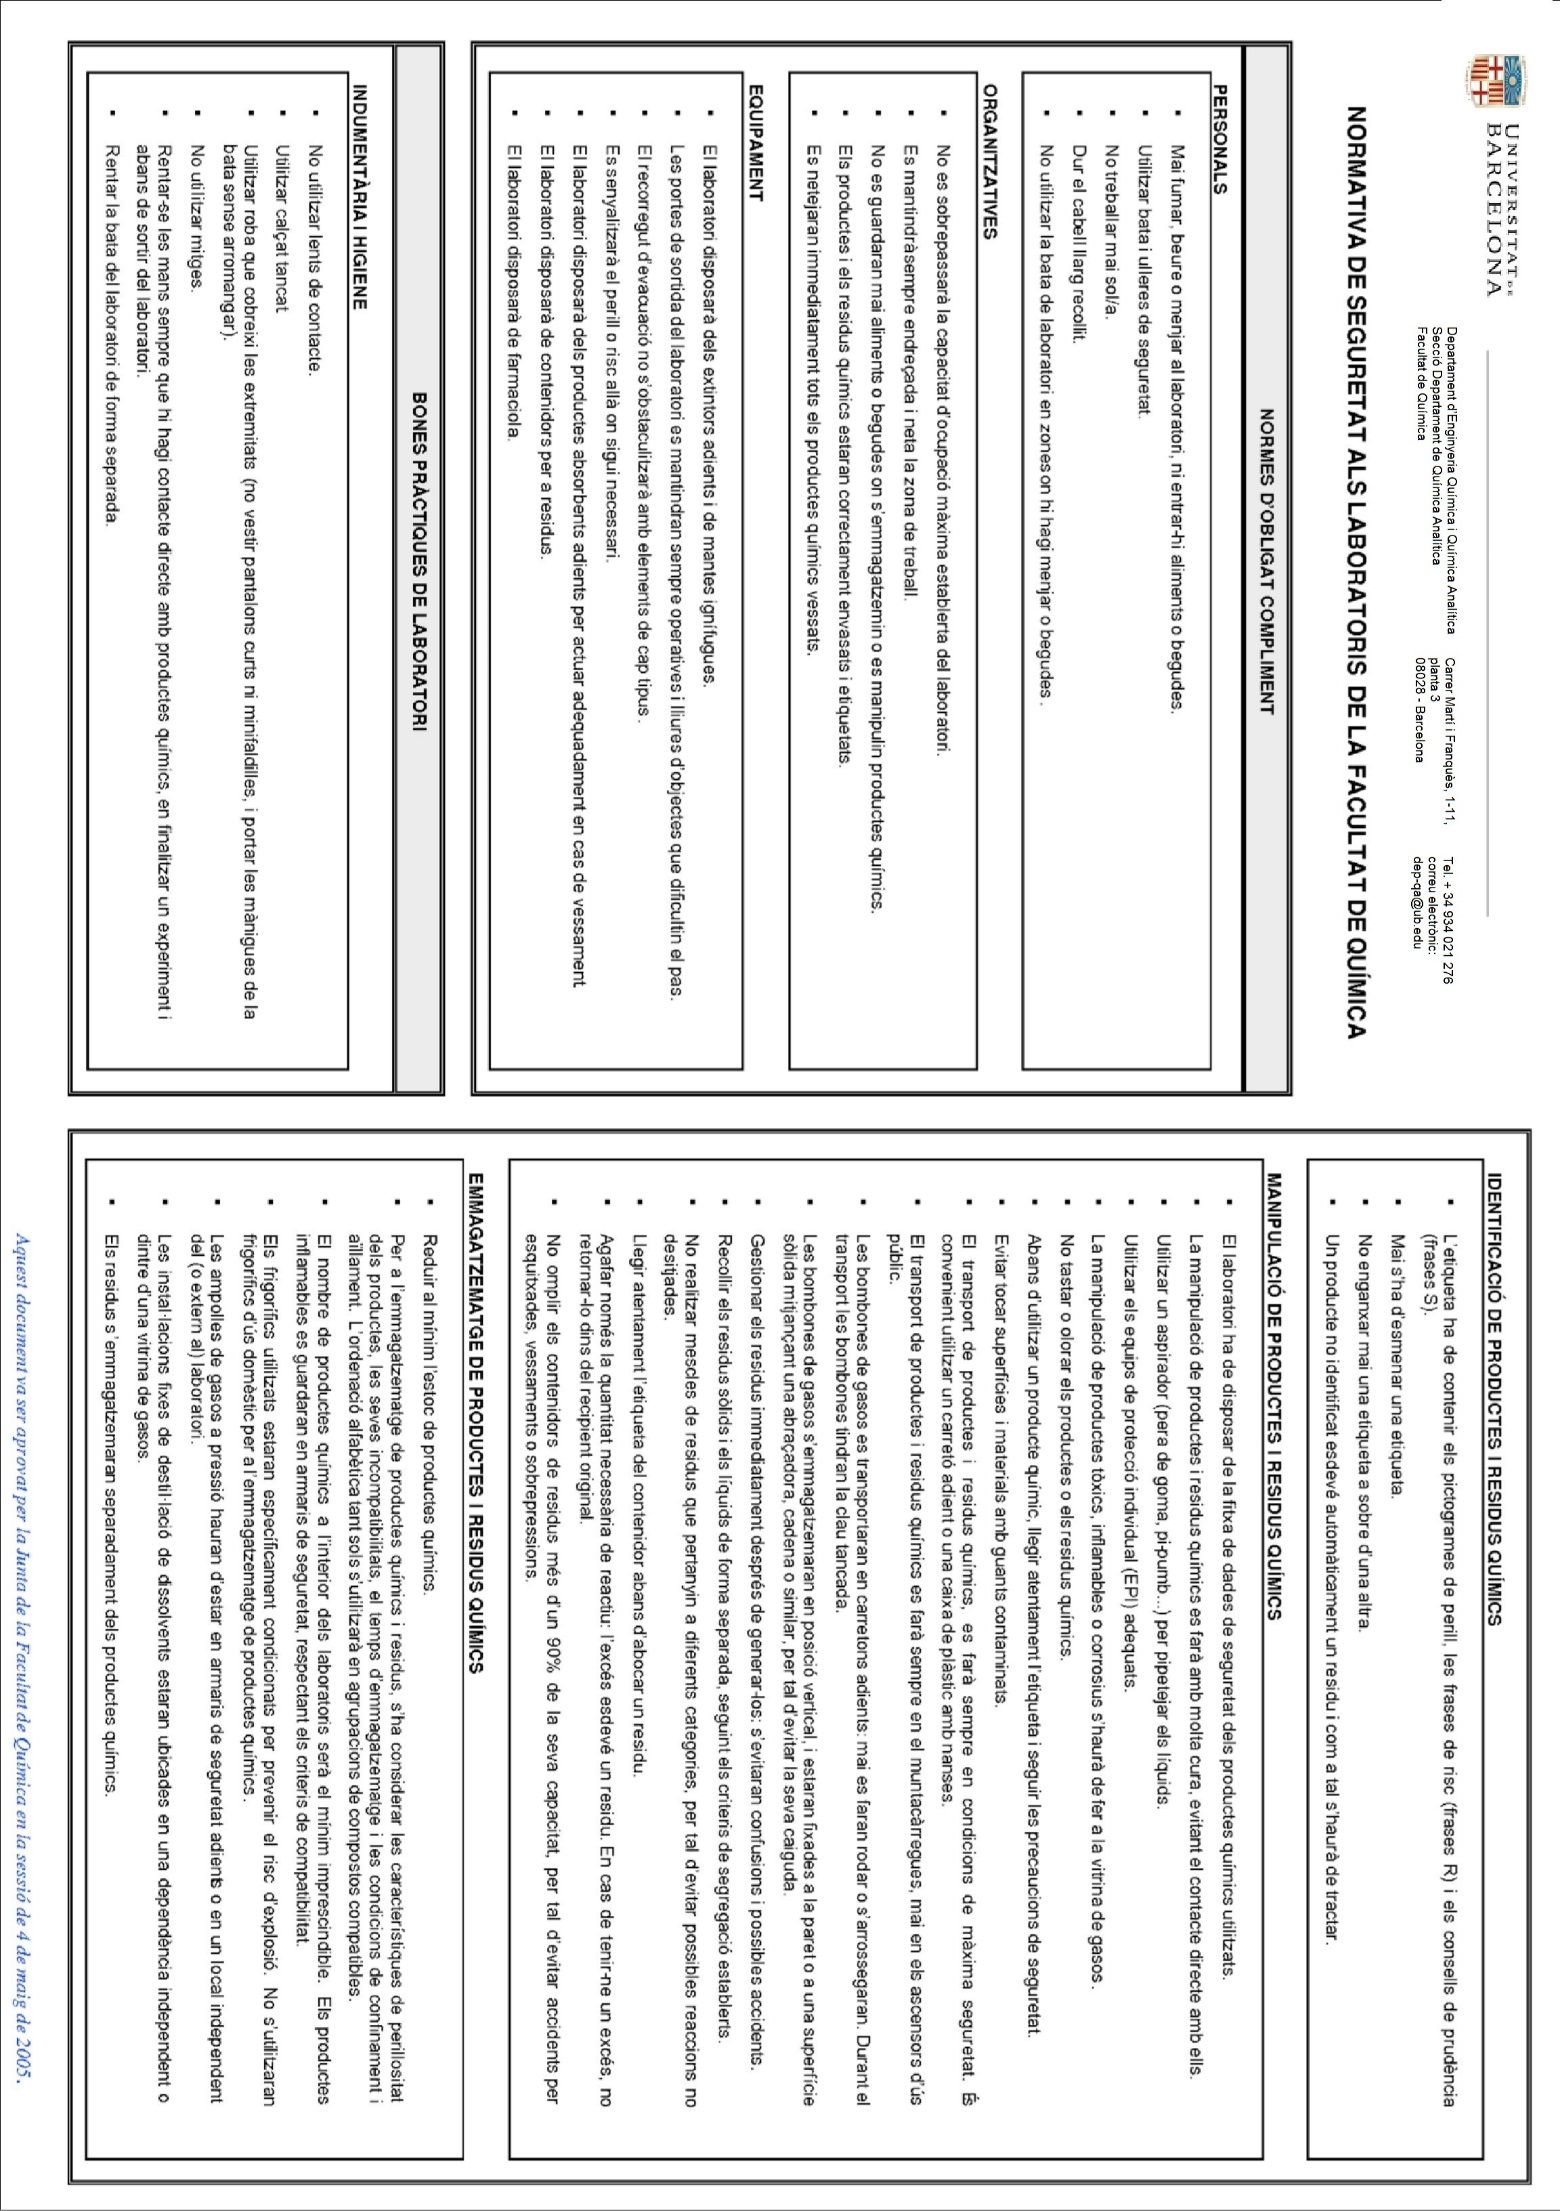 UNIVERSITAT DE
BARCELONA
Departament d'Enginyeria Química i Química Analítica
Secció Departament de Química Analítica
Facultat de Química
Carrer Martí i Franquès, 1-11,
planta 3
08028 - Barcelona
Tel. + 34 934 021 276
correu electrònic:
dep-qa@ub.edu
NORMATIVA DE SEGURETAT ALS LABORATORIS DE LA FACULTAT DE QUÍMICA
NORMES D'OBLIGAT COMPLIMENT
PERSONALS
▪ Mai fumar, beure o menjar al laboratori, ni entrar-hi aliments o begudes.
▪ Utilitzar bata i ulleres de seguretat.
▪ No treballar mai sol/a.
▪ Dur el cabell llarg recollit.
▪ No utilitzar la bata de laboratori en zones on hi hagi menjar o begudes.
ORGANITZATIVES
▪ No es sobrepassarà la capacitat d'ocupació màxima establerta del laboratori.
▪ Es mantindrà sempre endreçada i neta la zona de treball.
▪ No es guardaran mai aliments o begudes on s'emmagatzemin o es manipulin productes químics.
▪ Els productes i els residus químics estaran correctament envasats i etiquetats.
▪ Es netejaran immediatament tots els productes químics vessats.
EQUIPAMENT
▪ El laboratori disposarà dels extintors adients i de mantes ignífugues.
▪ Les portes de sortida del laboratori es mantindran sempre operatives i lliures d'objectes que dificultin el pas.
▪ El recorregut d'evacuació no s'obstaculitzarà amb elements de cap tipus.
▪ Es senyalitzarà el perill o risc allà on sigui necessari.
▪ El laboratori disposarà dels productes absorbents adients per actuar adequadament en cas de vessament
▪ El laboratori disposarà de contenidors per a residus.
▪ El laboratori disposarà de farmaciola.
BONES PRÀCTIQUES DE LABORATORI
INDUMENTÀRIA I HIGIENE
▪ No utilitzar lents de contacte.
▪ Utilitzar calçat tancat
▪ Utilitzar roba que cobreixi les extremitats (no vestir pantalons curts ni minifaldilles, i portar les mànigues de la
bata sense arromangar).
▪ No utilitzar mitges.
▪ Rentar-se les mans sempre que hi hagi contacte directe amb productes químics, en finalitzar un experiment i
abans de sortir del laboratori.
▪ Rentar la bata del laboratori de forma separada.
IDENTIFICACIÓ DE PRODUCTES I RESIDUS QUÍMICS
▪ L'etiqueta ha de contenir els pictogrames de perill, les frases de risc (frases R) i els consells de prudència
(frases S).
▪ Mai s'ha d'esmenar una etiqueta.
▪ No enganxar mai una etiqueta a sobre d'una altra.
▪ Un producte no identificat esdevé automàticament un residu i com a tal s'haurà de tractar.
MANIPULACIÓ DE PRODUCTES I RESIDUS QUÍMICS
▪ El laboratori ha de disposar de la fitxa de dades de seguretat dels productes químics utilitzats.
▪ La manipulació de productes i residus químics es farà amb molta cura, evitant el contacte directe amb ells.
▪ Utilitzar un aspirador (pera de goma, pi-pumb...) per pipetejar els líquids.
▪ Utilitzar els equips de protecció individual (EPI) adequats.
▪ La manipulació de productes tòxics, inflamables o corrosius s'haurà de fer a la vitrina de gasos.
▪ No tastar o olorar els productes o els residus químics.
▪ Abans d'utilitzar un producte químic, llegir atentament l'etiqueta i seguir les precaucions de seguretat.
▪ Evitar tocar superfícies i materials amb guants contaminats.
▪ El transport de productes i residus químics, es farà sempre en condicions de màxima seguretat. És
convenient utilitzar un carretó adient o una caixa de plàstic amb nanses.
▪ El transport de productes i residus químics es farà sempre en el muntacàrregues, mai en els ascensors d'ús
públic.
▪ Les bombones de gasos es transportaran en carretons adients: mai es faran rodar o s'arrossegaran. Durant el
transport les bombones tindran la clau tancada.
▪ Les bombones de gasos s'emmagatzemaran en posició vertical, i estaran fixades a la paret o a una superfície
sòlida mitjançant una abraçadora, cadena o similar, per tal d'evitar la seva caiguda.
▪ Gestionar els residus immediatament després de generar-los: s'evitaran confusions i possibles accidents.
▪ Recollir els residus sòlids i els líquids de forma separada, seguint els criteris de segregació establerts.
▪ No realitzar mescles de residus que pertanyin a diferents categories, per tal d'evitar possibles reaccions no
desitjades.
▪ Llegir atentament l'etiqueta del contenidor abans d'abocar un residu.
▪ Agafar només la quantitat necessària de reactiu: l'excés esdevé un residu. En cas de tenir-ne un excés, no
retornar-lo dins del recipient original.
▪ No omplir els contenidors de residus més d'un 90% de la seva capacitat, per tal d'evitar accidents per
esquitxades, vessaments o sobrepressions.
EMMAGATZEMATGE DE PRODUCTES I RESIDUS QUÍMICS
▪ Reduir al mínim l'estoc de productes químics.
▪ Per a l'emmagatzematge de productes químics i residus, s'ha considerar les característiques de perillositat
dels productes, les seves incompatibilitats, el temps d'emmagatzematge i les condicions de confinament i
aïllament. L'ordenació alfabètica tant sols s'utilitzarà en agrupacions de compostos compatibles.
▪ El nombre de productes químics a l'interior dels laboratoris serà el mínim imprescindible. Els productes
inflamables es guardaran en armaris de seguretat, respectant els criteris de compatibilitat.
▪ Els frigorífics utilitzats estaran específicament condicionats per prevenir el risc d'explosió. No s'utilitzaran
frigorífics d'ús domèstic per a l'emmagatzematge de productes químics.
▪ Les ampolles de gasos a pressió hauran d'estar en armaris de seguretat adients o en un local independent
del (o extern al) laboratori.
▪ Les instal·lacions fixes de destil·lació de dissolvents estaran ubicades en una dependència independent o
dintre d'una vitrina de gasos.
▪ Els residus s'emmagatzemaran separadament dels productes químics.
Aquest document va ser aprovat per la Junta de la Facultat de Química en la sessió de 4 de maig de 2005.